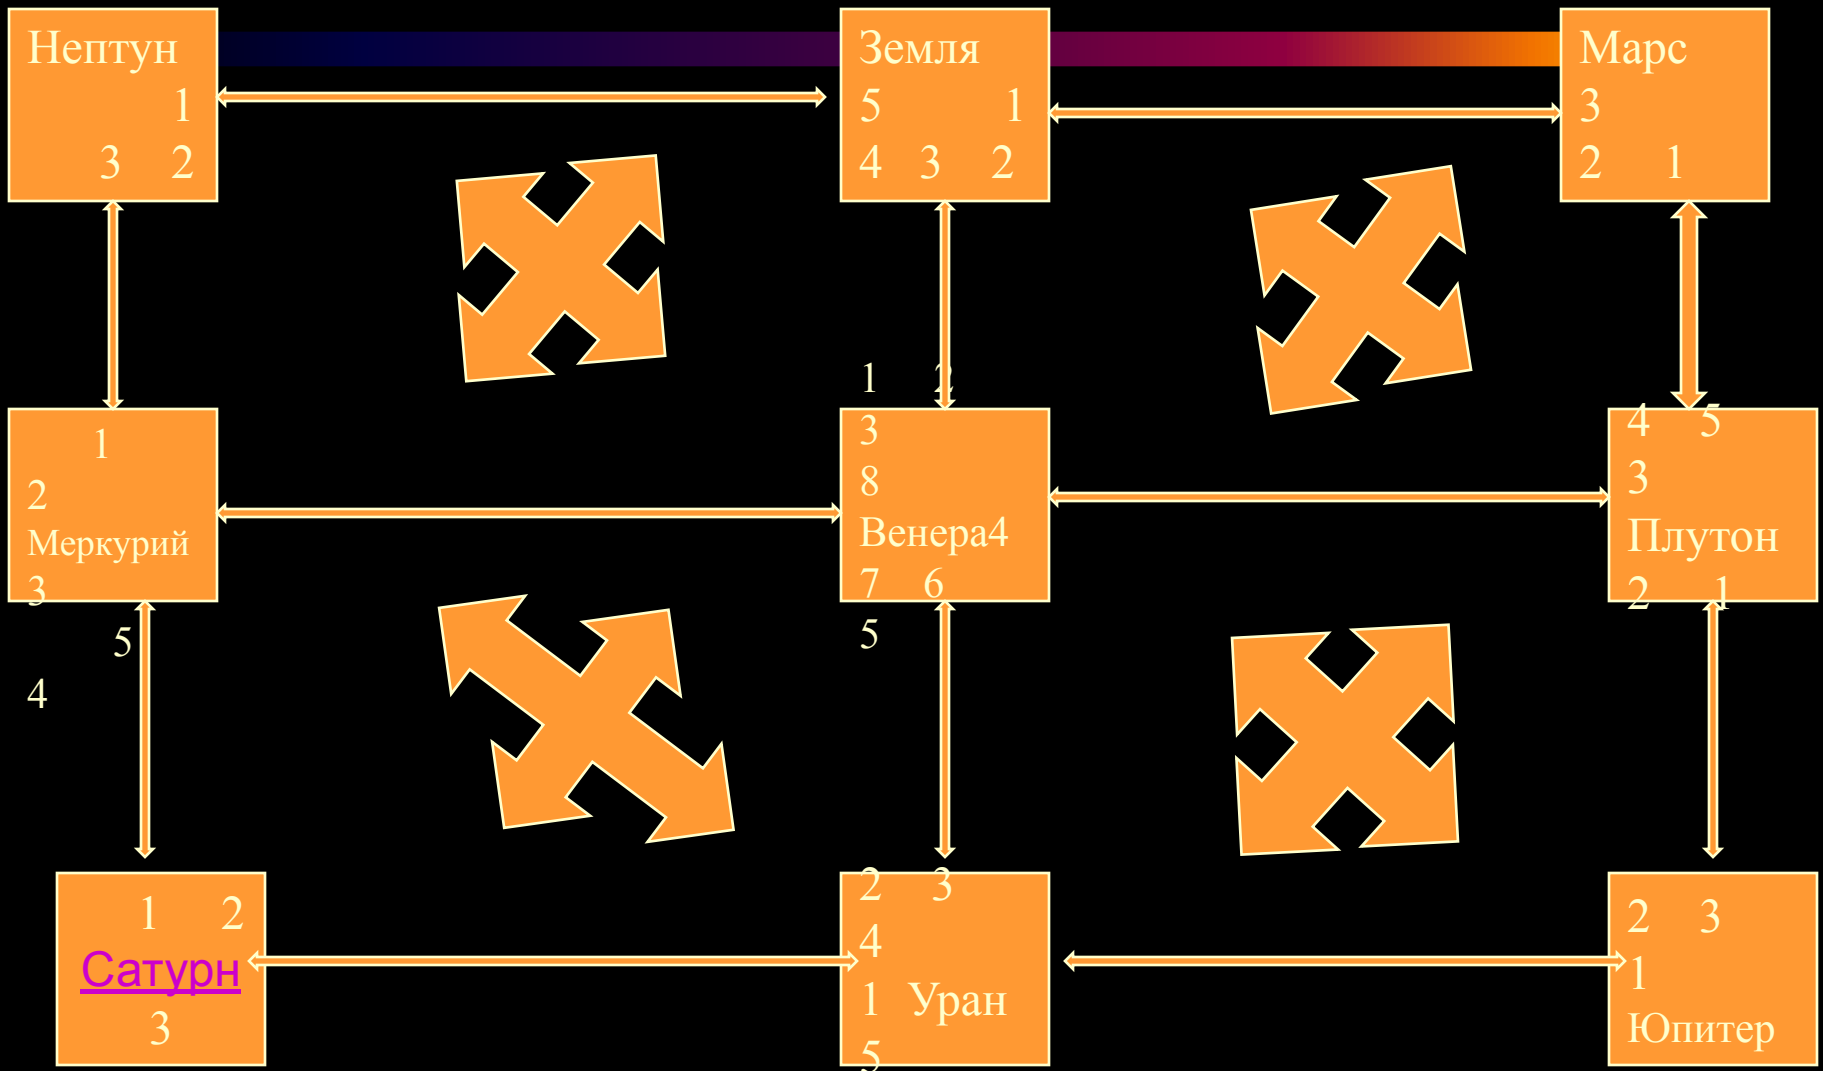 Нептун
1
3 2
Земля
5 1
4 3 2
Марс
3
2 1
1
2
Меркурий
3
5
4
1 2
3
8
Венера4
7 6
5
4 5
3
Плутон
2 1
1 2
Сатурн
3
2 3
4
1 Уран
5
2 3
1
Юпитер